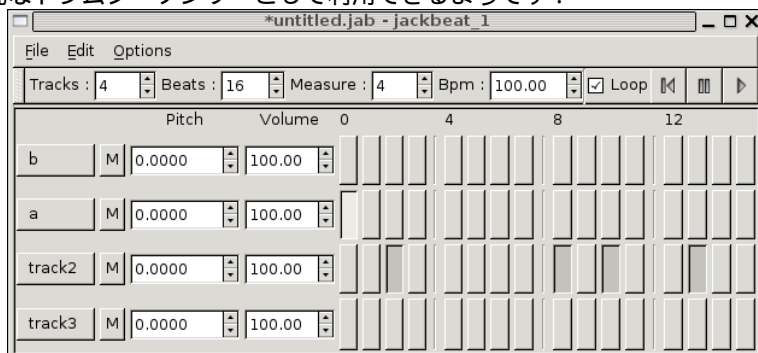 なドラムシーケンサーとして利用できるようです！
*untitled.jab - jackbeat_1
File Edit Options
Tracks : 4 Beats : 16 Measure : 4 Bpm : 100.00 Loop
Pitch Volume 0 4 8 12
b M 0.0000 100.00
a M 0.0000 100.00
track2 M 0.0000 100.00
track3 M 0.0000 100.00